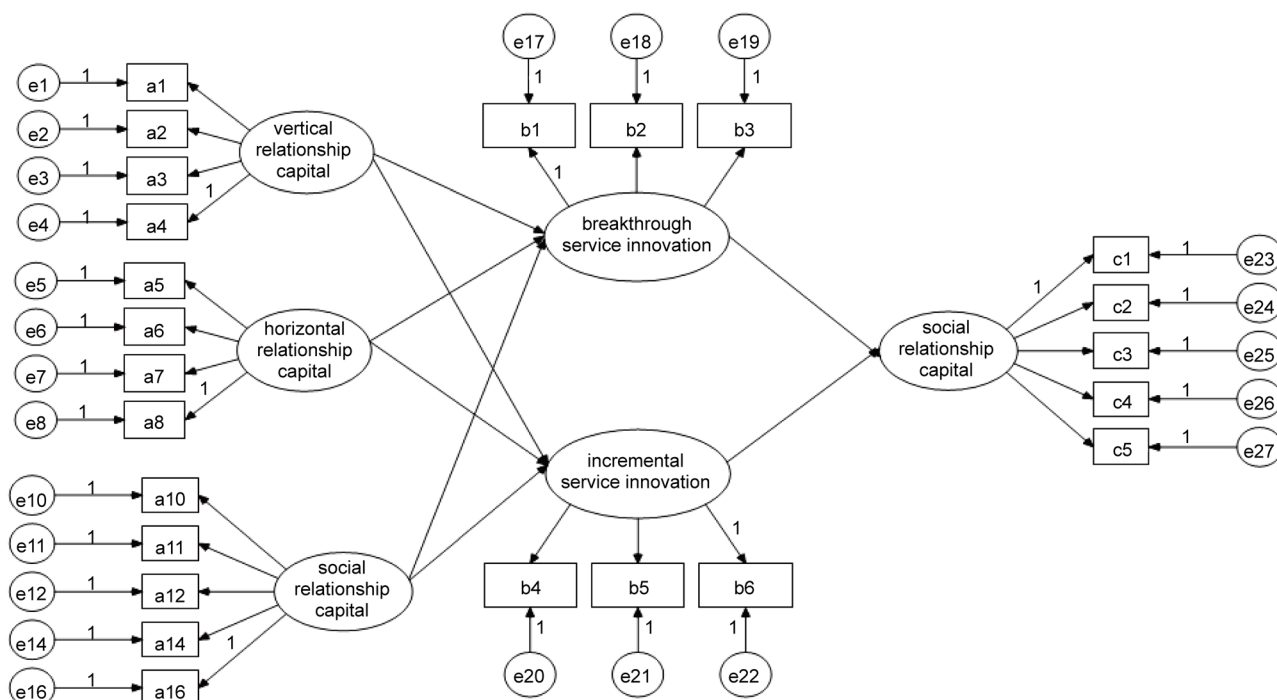 e17
e18
e19
1
1
1
b1
b2
b3
1
e1
1
a1
e2
1
a2
e3
1
a3
e4
1
a4
1
vertical
relationship
capital
e5
1
a5
e6
1
a6
e7
1
a7
e8
1
a8
1
horizontal
relationship
capital
e10
1
a10
e11
1
a11
e12
1
a12
e14
1
a14
e16
1
a16
1
social
relationship
capital
breakthrough
service innovation
incremental
service innovation
1
b4
b5
b6
1
1
1
e20
e21
e22
social
relationship
capital
1
c1
1
e23
c2
1
e24
c3
1
e25
c4
1
e26
c5
1
e27